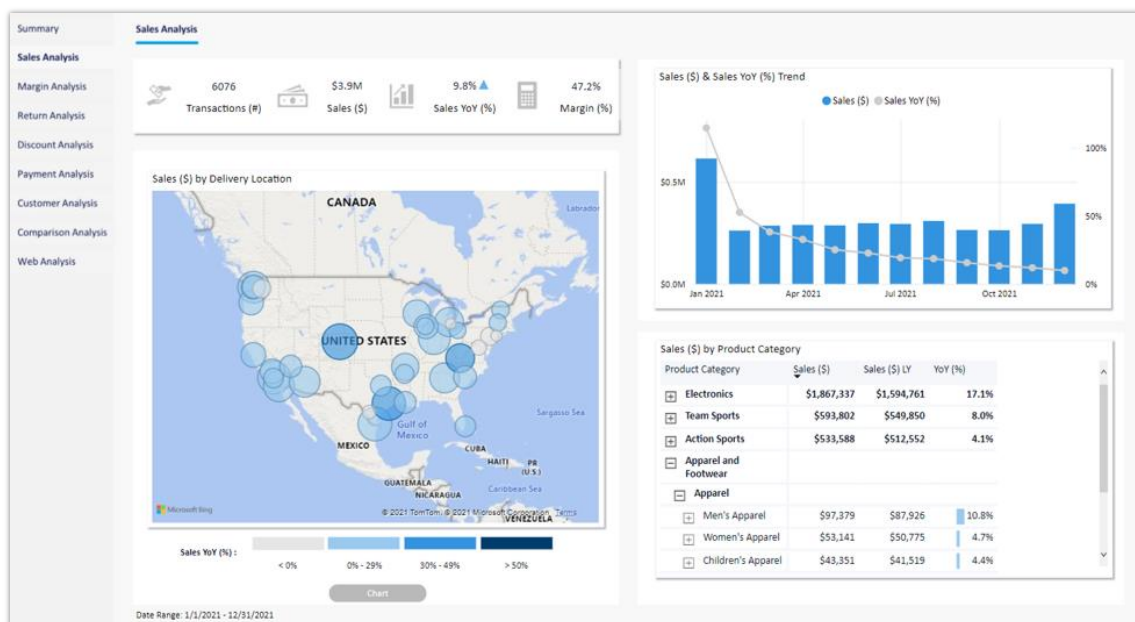 Summary
Sales Analysis
Margin Analysis
Return Analysis
Discount Analysis
Payment Analysis
Customer Analysis
Comparison Analysis
Web Analysis
Sales Analysis
6076
Transactions (#)
$3.9M
Sales ($)
9.8%
Sales YoY (%)
47.2%
Margin (%)
Sales ($) by Delivery Location
CANADA
Labrador
UNITED STATES
Sargasso Sea
Gulf of
Mexico
MEXICO
CUBA
HAITI
PR
(U.S.)
GUATEMALA
Caribbean Sea
NICARAGUA
Microsoft Bing
© 2021 TomTom, © 2021 Microsoft Corporation Terms
VENEZUELA
Sales YoY (%) :
< 0%
0% - 29%
30% - 49%
> 50%
Chart
Date Range: 1/1/2021 - 12/31/2021
Sales ($) & Sales YoY (%) Trend
Sales ($) Sales YoY (%)
100%
$0.5M
50%
$0.0M
0%
Jan 2021 Apr 2021 Jul 2021 Oct 2021
Sales ($) by Product Category
Product Category Sales ($) Sales ($) LY YoY (%)
Electronics $1,867,337 $1,594,761 17.1%
Team Sports $593,802 $549,850 8.0%
Action Sports $533,588 $512,552 4.1%
Apparel and
Footwear
Apparel
Men's Apparel $97,379 $87,926 10.8%
Women's Apparel $53,141 $50,775 4.7%
Children's Apparel $43,351 $41,519 4.4%